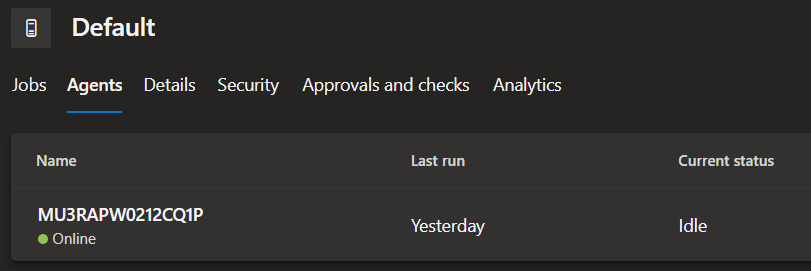 Default
Jobs Agents Details Security Approvals and checks Analytics
Name Last run Current status
MU3RAPW0212CQ1P
Online
Yesterday
Idle